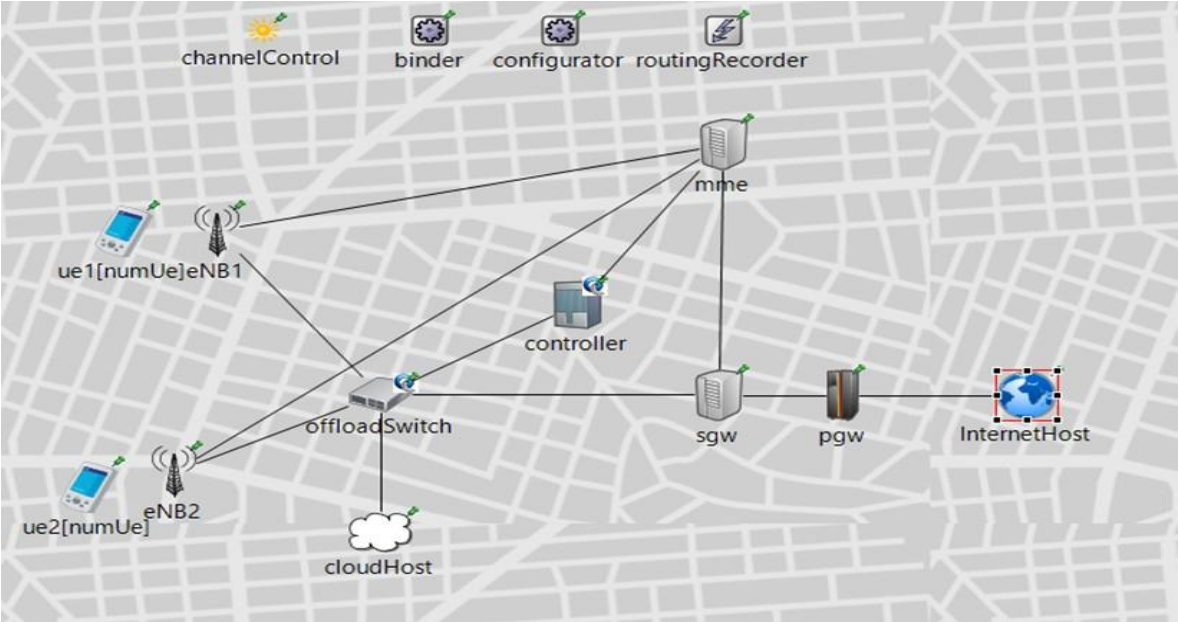 channelControl
binder
configurator
routingRecorder
mme
ue1[numUe]
eNB1
controller
offloadSwitch
sgw
pgw
InternetHost
eNB2
ue2[numUe]
cloudHost